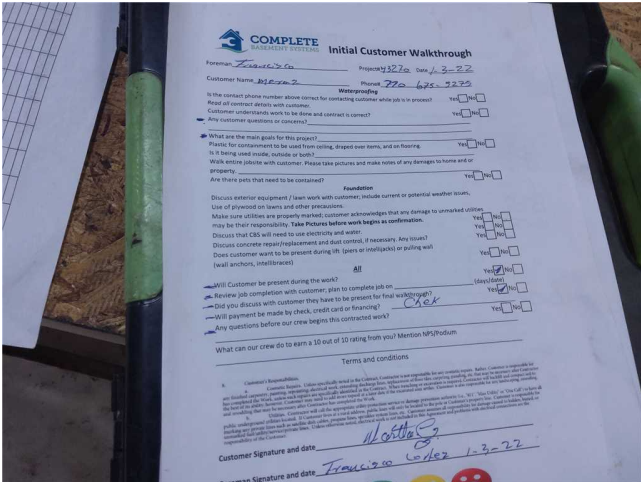 COMPLETE
BASEMENT SYSTEMS
Initial Customer Walkthrough
Foreman Francisco Project# 43270 Date 1-3-22
Customer Name Phone# 770 675-9275
Waterproofing
Is the contact phone number above correct for contacting customer while job is in process? Yes No
Read all contract details with customer.
Customer understands work to be done and contract is correct? Yes No
Any customer questions or concerns?
What are the main goals for this project?
Plastic for containment to be used from ceiling, draped over items, and on flooring. Yes No
Is it being used inside, outside or both?
Walk entire jobsite with customer. Please take pictures and make notes of any damages to home and or
property.
Are there pets that need to be contained? Yes No
Foundation
Discuss exterior equipment / lawn work with customer; include current or potential weather issues,
Use of plywood on lawns and other precautions.
Make sure utilities are properly marked; customer acknowledges that any damage to unmarked utilities
may be their responsibility. Take Pictures before work begins as confirmation. Yes No
Discuss that CBS will need to use electricity and water. Yes No
Discuss concrete repair/replacement and dust control, if necessary. Any issues? Yes No
Does customer want to be present during lift (piers or intellijacks) or pulling wall
(wall anchors, intellibraces) Yes No
All
Will Customer be present during the work? Yes No
Review job completion with customer; plan to complete job on (days/date)
Did you discuss with customer they have to be present for final walkthrough? Yes No
Will payment be made by check, credit card or financing? Chek
Any questions before our crew begins this contracted work? Yes No
What can our crew do to earn a 10 out of 10 rating from you? Mention NPS/Podium
Terms and conditions
Customer's Responsibilities.
Customer Signature and date
Signature and date Francisco Cortez 1-3-22